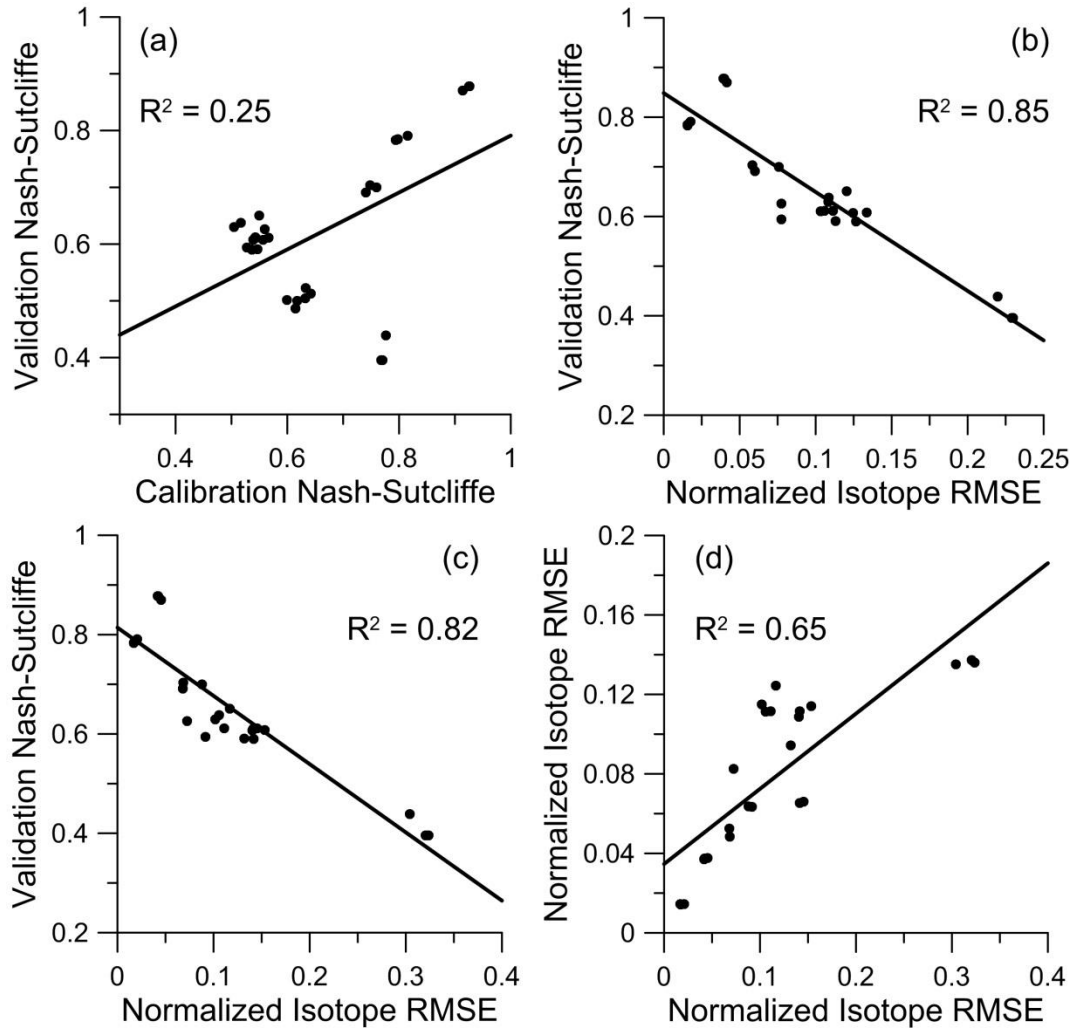 (a)
R² = 0.25
Validation Nash-Sutcliffe
1
0.8
0.6
0.4
0.4
0.6
0.8
1
Calibration Nash-Sutcliffe
(b)
R² = 0.85
Validation Nash-Sutcliffe
1
0.8
0.6
0.4
0.2
0
0.05
0.10
0.15
0.20
0.25
Normalized Isotope RMSE
(c)
R² = 0.82
Validation Nash-Sutcliffe
1
0.8
0.6
0.4
0.2
0
0.1
0.2
0.3
0.4
Normalized Isotope RMSE
(d)
R² = 0.65
Normalized Isotope RMSE
0.2
0.16
0.12
0.08
0.04
0
0
0.1
0.2
0.3
0.4
Normalized Isotope RMSE